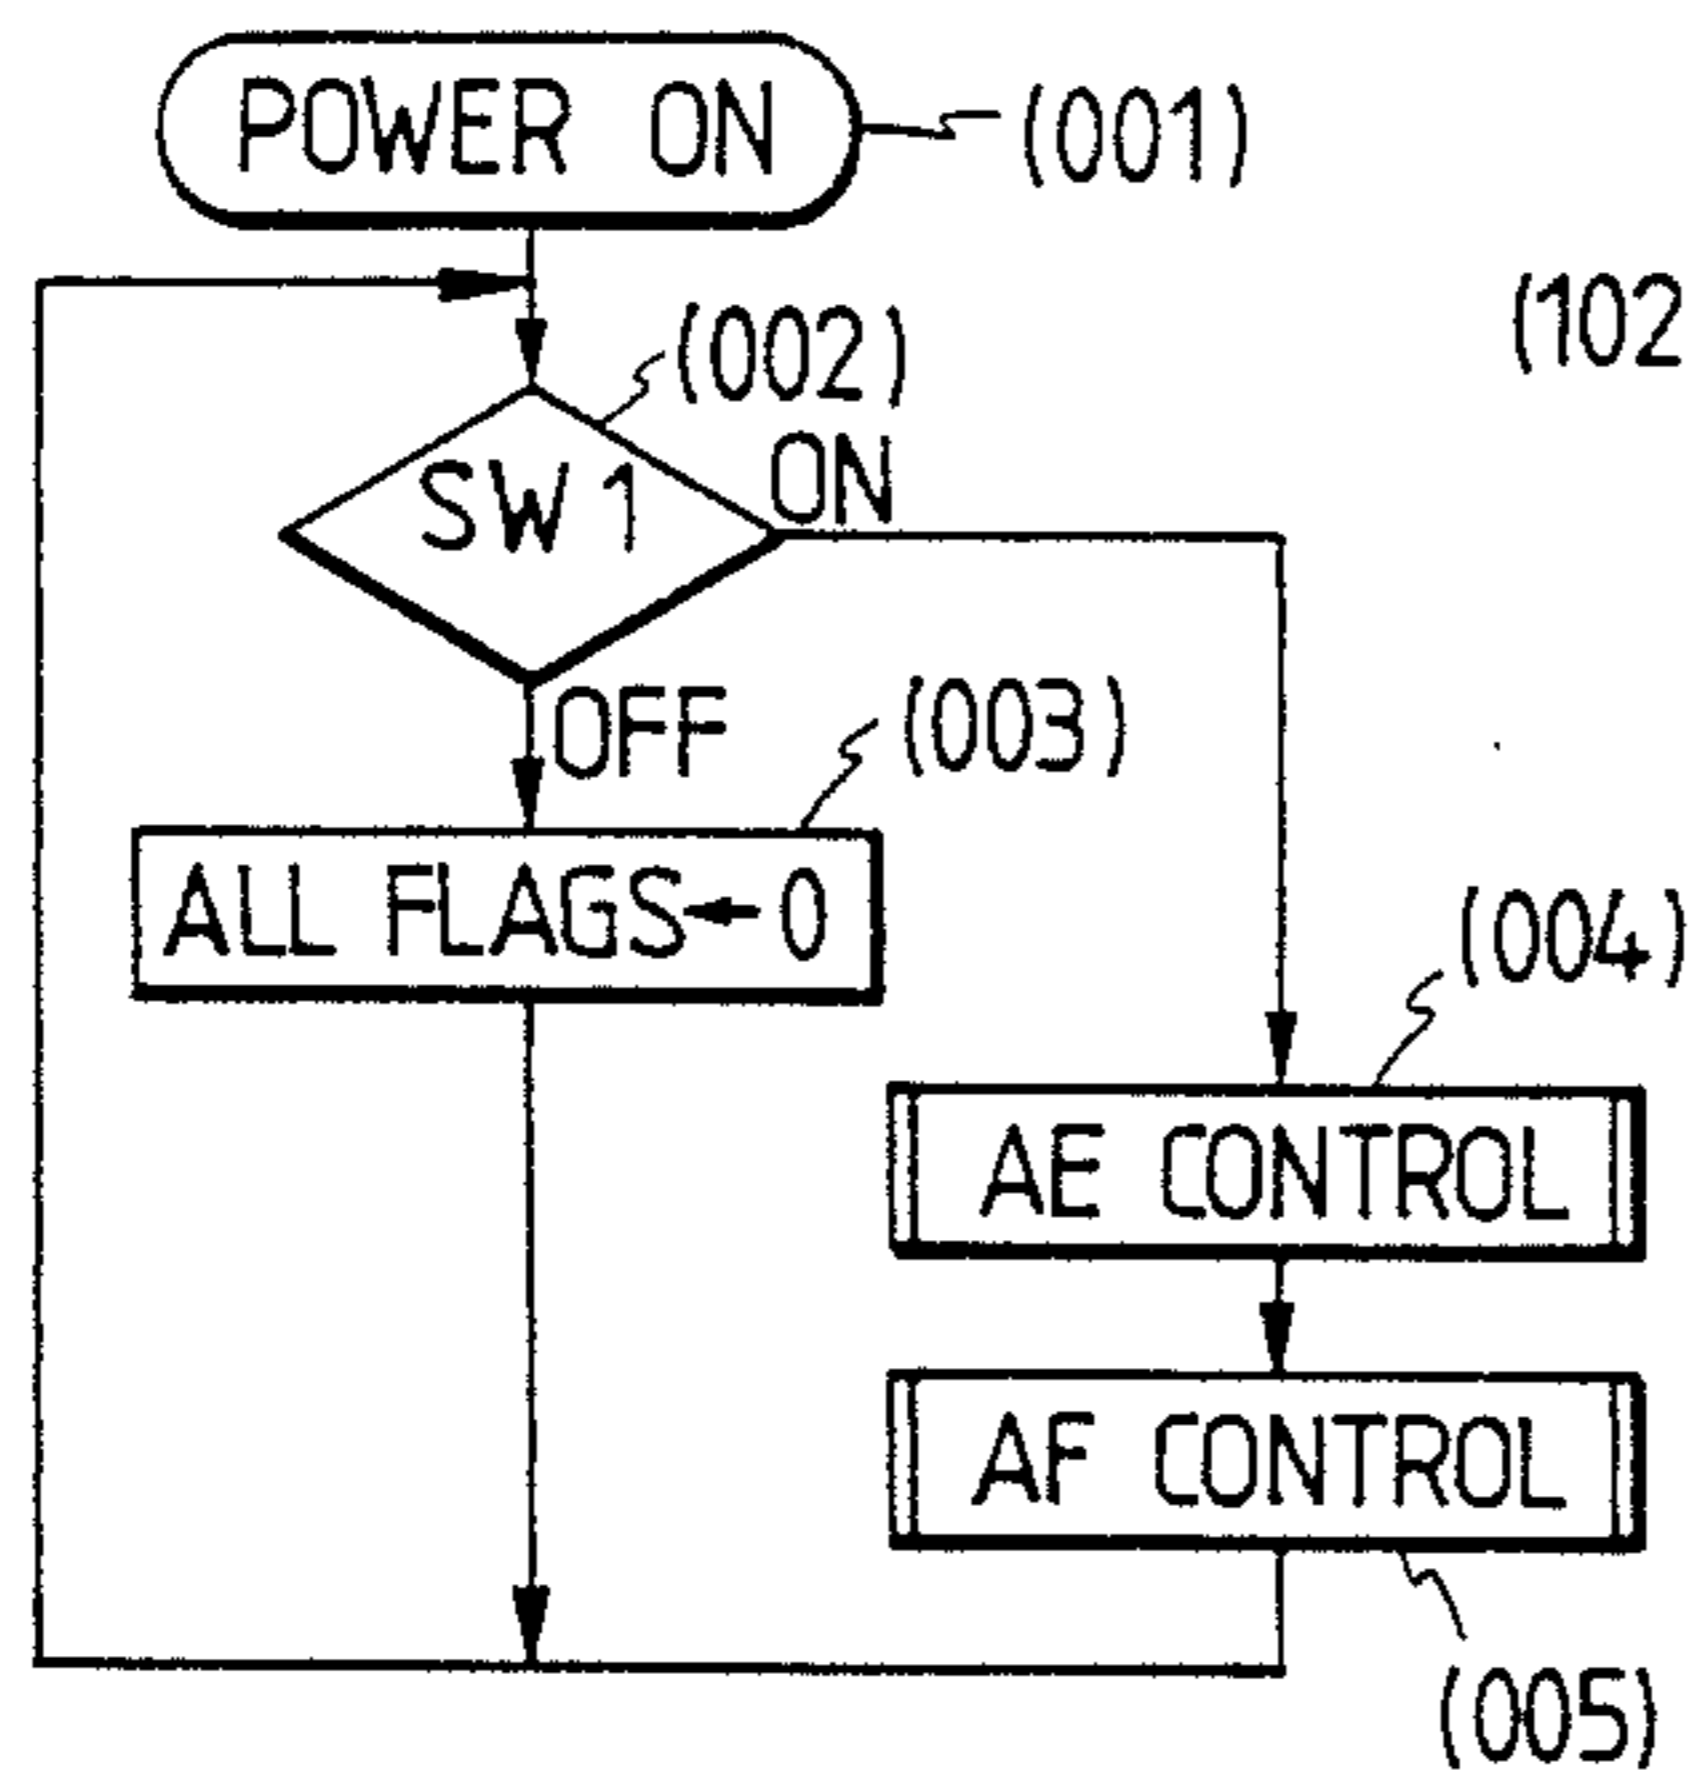 POWER ON
(001)
(102
(002)
SW1
ON
OFF
(003)
ALL FLAGS←0
(004)
AE CONTROL
AF CONTROL
(005)